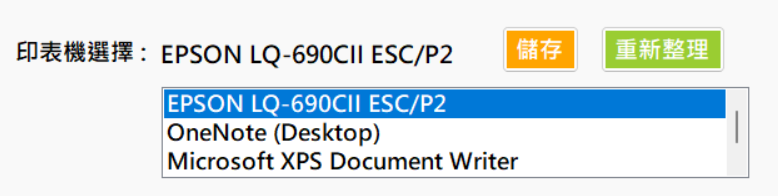 印表機選擇 : EPSON LQ-690CII ESC/P2 儲存 重新整理
EPSON LQ-690CII ESC/P2
OneNote (Desktop)
Microsoft XPS Document Writer